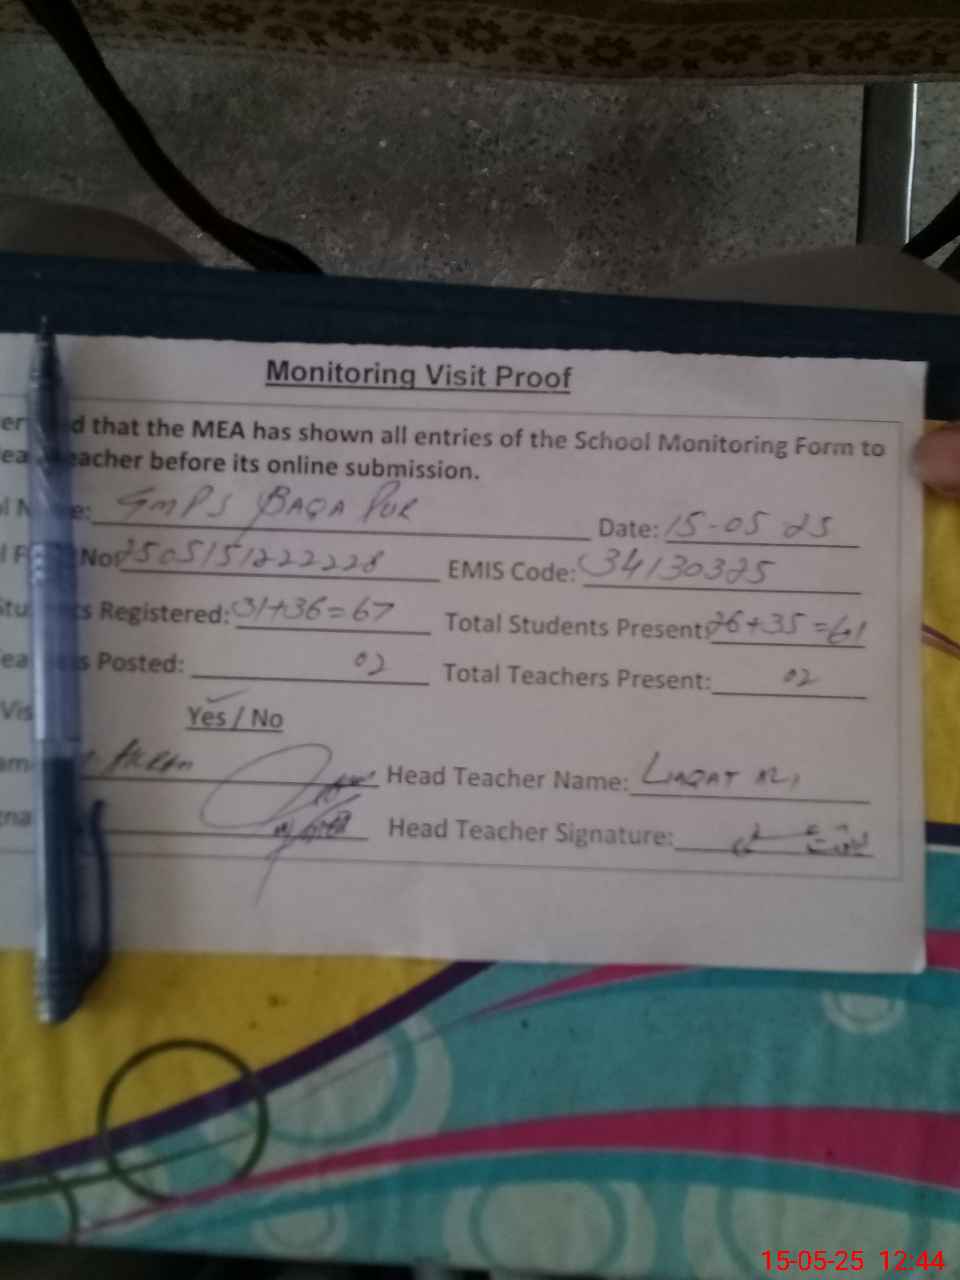 Monitoring Visit Proof
d that the MEA has shown all entries of the School Monitoring Form to
eacher before its online submission.
GMPS BAQA PUR Date: 15-05 25
No 2505151222228 EMIS Code: 34130325
s Registered: 31+36=67 Total Students Present: 26+35=61
s Posted: 02 Total Teachers Present: 02
Vis Yes / No
Akram Head Teacher Name: LIAQAT ALI
Head Teacher Signature:
15-05-25 12:44